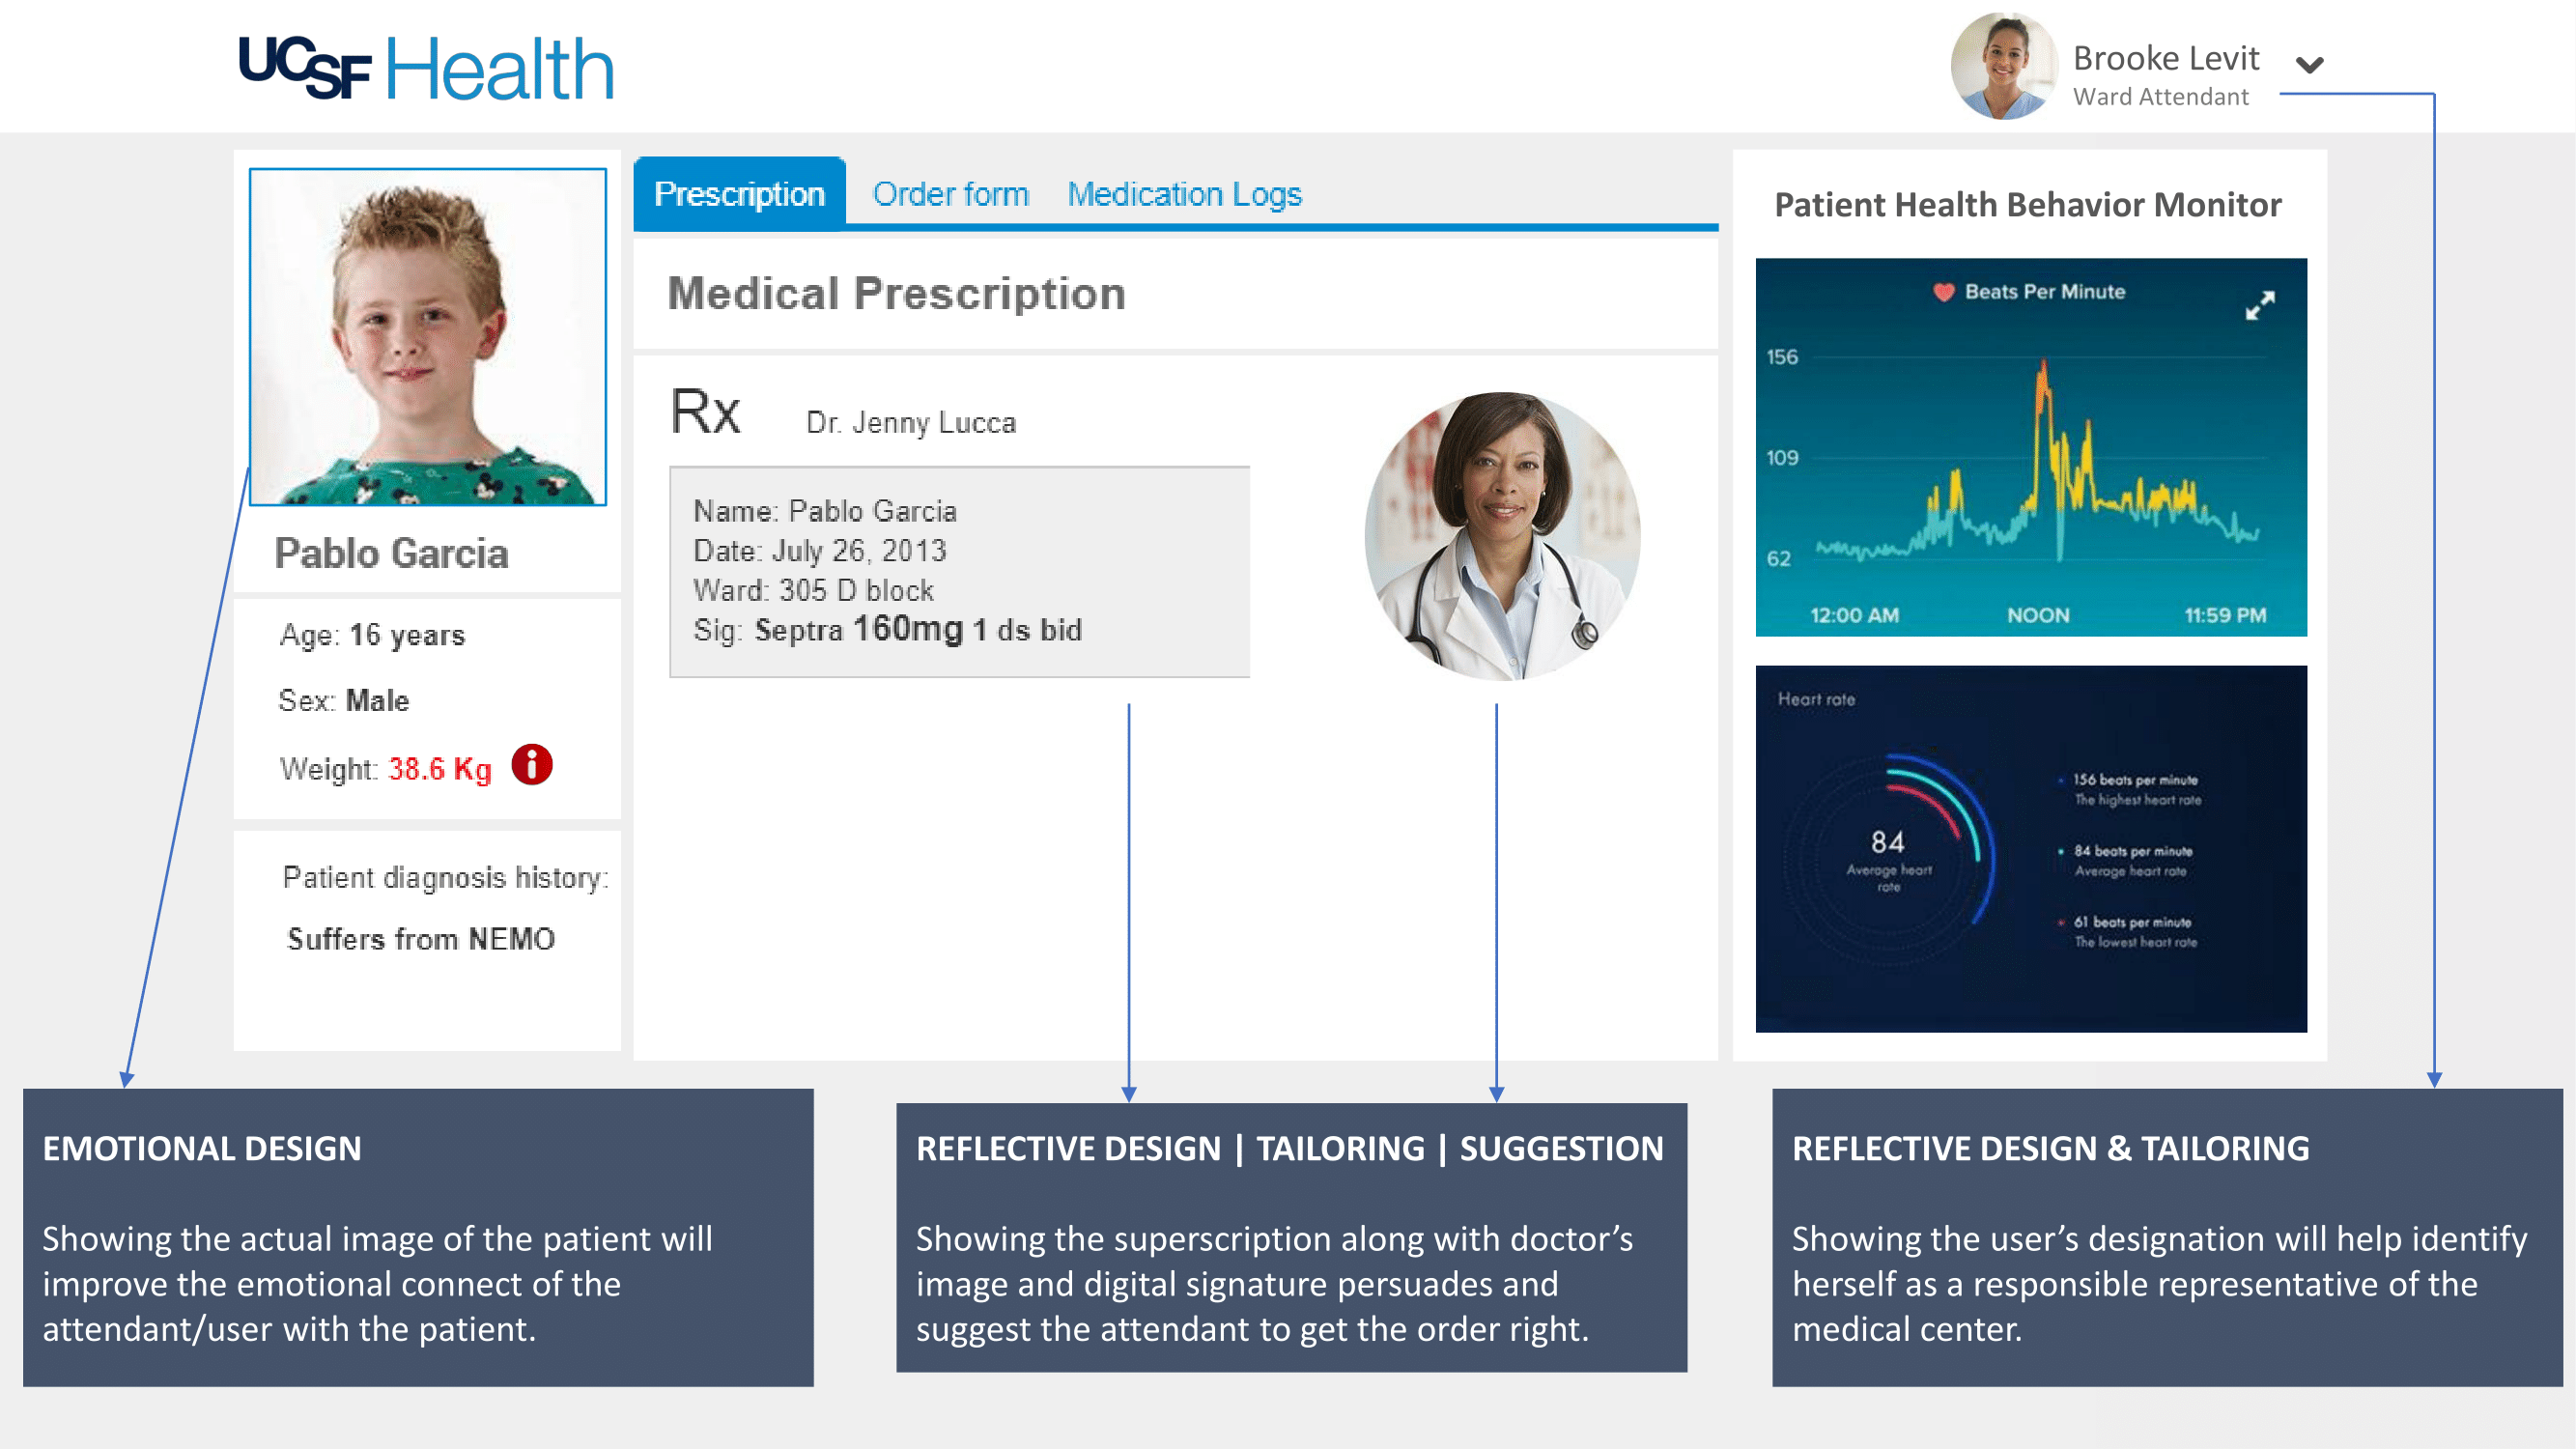 UCSF Health
Brooke Levit
Ward Attendant
Pablo Garcia
Age: 16 years
Sex: Male
Weight: 38.6 Kg i
Patient diagnosis history:
Suffers from NEMO
Prescription Order form Medication Logs
Medical Prescription
Rx Dr. Jenny Lucca
Name: Pablo Garcia
Date: July 26, 2013
Ward: 305 D block
Sig: Septra 160mg 1 ds bid
Patient Health Behavior Monitor
Beats Per Minute
156
109
62
12:00 AM NOON 11:59 PM
Heart rate
84
Average heart
rate
156 beats per minute
The highest heart rate
84 beats per minute
Average heart rate
61 beats per minute
The lowest heart rate
EMOTIONAL DESIGN
Showing the actual image of the patient will
improve the emotional connect of the
attendant/user with the patient.
REFLECTIVE DESIGN | TAILORING | SUGGESTION
Showing the superscription along with doctor’s
image and digital signature persuades and
suggest the attendant to get the order right.
REFLECTIVE DESIGN & TAILORING
Showing the user’s designation will help identify
herself as a responsible representative of the
medical center.